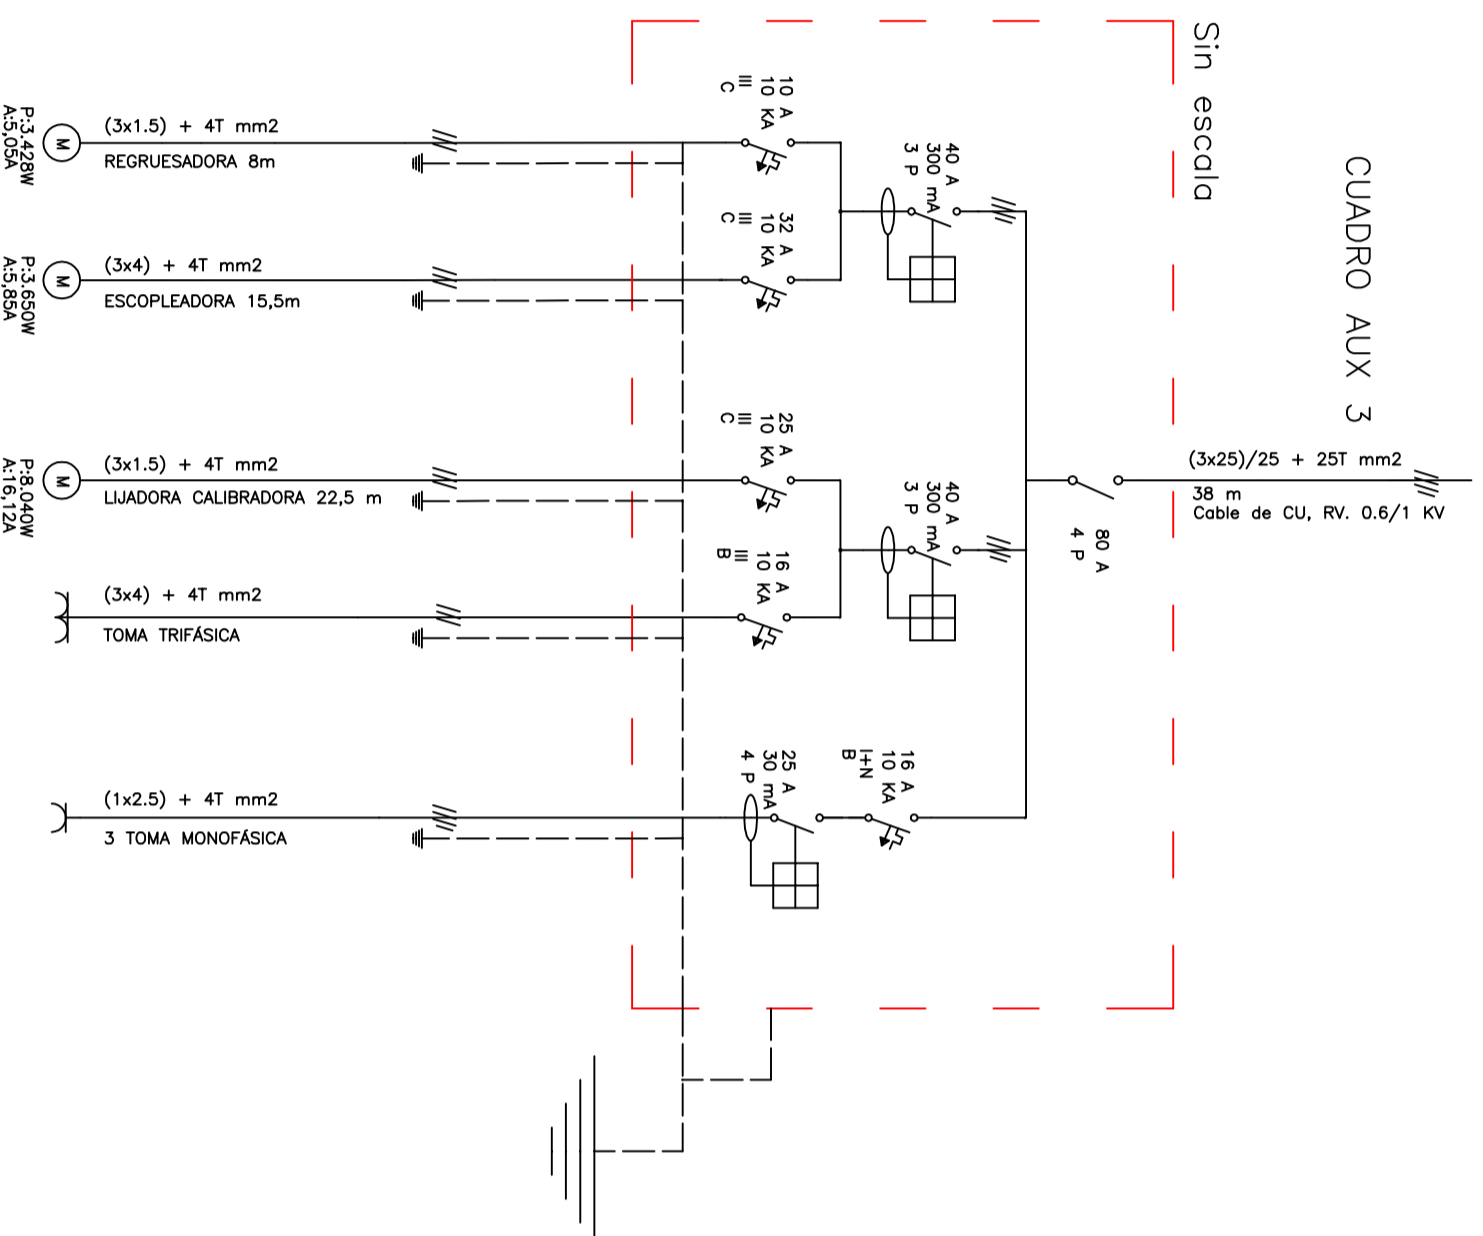 CUADRO AUX 3
Sin escala
(3x25)/25 + 25T mm2
38 m
Cable de CU, RV. 0.6/1 KV
80 A
4 P
40 A
300 mA
3 P
10 A
10 KA
III
C
(3x1.5) + 4T mm2
REGRUESADORA 8m
M
P:3.428W
A:5,05A
32 A
10 KA
III
C
(3x4) + 4T mm2
ESCOPLEADORA 15,5m
M
P:3.650W
A:5,85A
40 A
300 mA
3 P
25 A
10 KA
III
C
(3x1.5) + 4T mm2
LIJADORA CALIBRADORA 22,5 m
M
P:8.040W
A:16,12A
16 A
10 KA
III
B
(3x4) + 4T mm2
TOMA TRIFÁSICA
16 A
10 KA
I+N
B
25 A
30 mA
4 P
(1x2.5) + 4T mm2
3 TOMA MONOFÁSICA